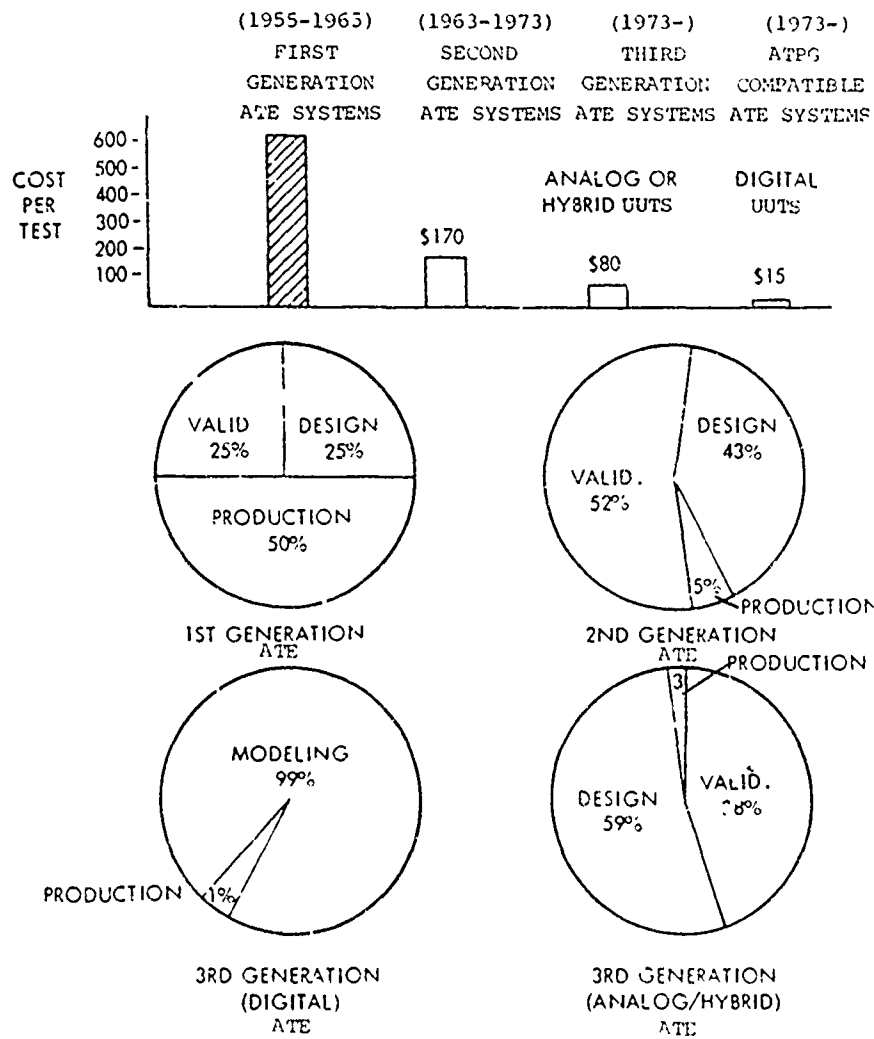 (1955-1963) (1963-1973) (1973-) (1973-)
FIRST SECOND THIRD ATPG
GENERATION GENERATION GENERATION COMPATIBLE
ATE SYSTEMS ATE SYSTEMS ATE SYSTEMS ATE SYSTEMS
600 -
500 -
400 -
300 -
200 -
100 -
COST
PER
TEST
ANALOG OR
HYBRID UUTS
DIGITAL
UUTS
$170
$80
$15
VALID
25%
DESIGN
25%
PRODUCTION
50%
1ST GENERATION
ATE
DESIGN
43%
VALID.
52%
5%
PRODUCTION
2ND GENERATION
ATE
MODELING
99%
PRODUCTION
1%
3RD GENERATION
(DIGITAL)
ATE
PRODUCTION
3
DESIGN
59%
VALID.
3RD GENERATION
(ANALOG/HYBRID)
ATE